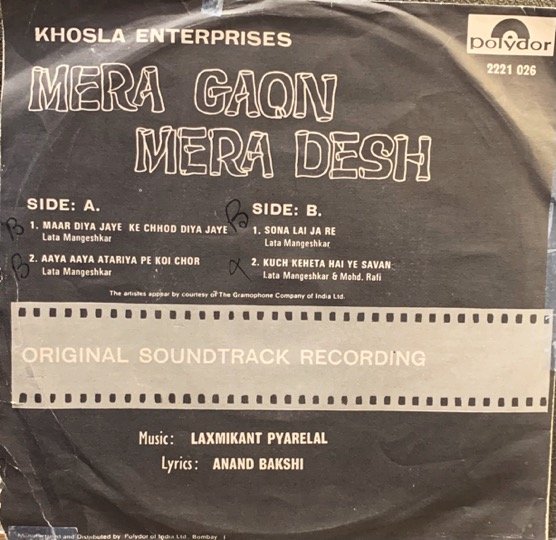 KHOSLA ENTERPRISES
polydor
2221 026
MERA GAON
MERA DESH
SIDE: A.
1. MAAR DIYA JAYE KE CHHOD DIYA JAYE
Lata Mangeshkar
2. AAYA AAYA ATARIYA PE KOI CHOR
Lata Mangeshkar
SIDE: B.
1. SONA LAI JA RE
Lata Mangeshkar
2. KUCH KEHETA HAI YE SAVAN
Lata Mangeshkar & Mohd. Rafi
The artistes appear by courtesy of The Gramophone Company of India Ltd.
ORIGINAL SOUNDTRACK RECORDING
Music: LAXMIKANT PYARELAL
Lyrics: ANAND BAKSHI
Manufactured and Distributed by Polydor of India Ltd. Bombay 1